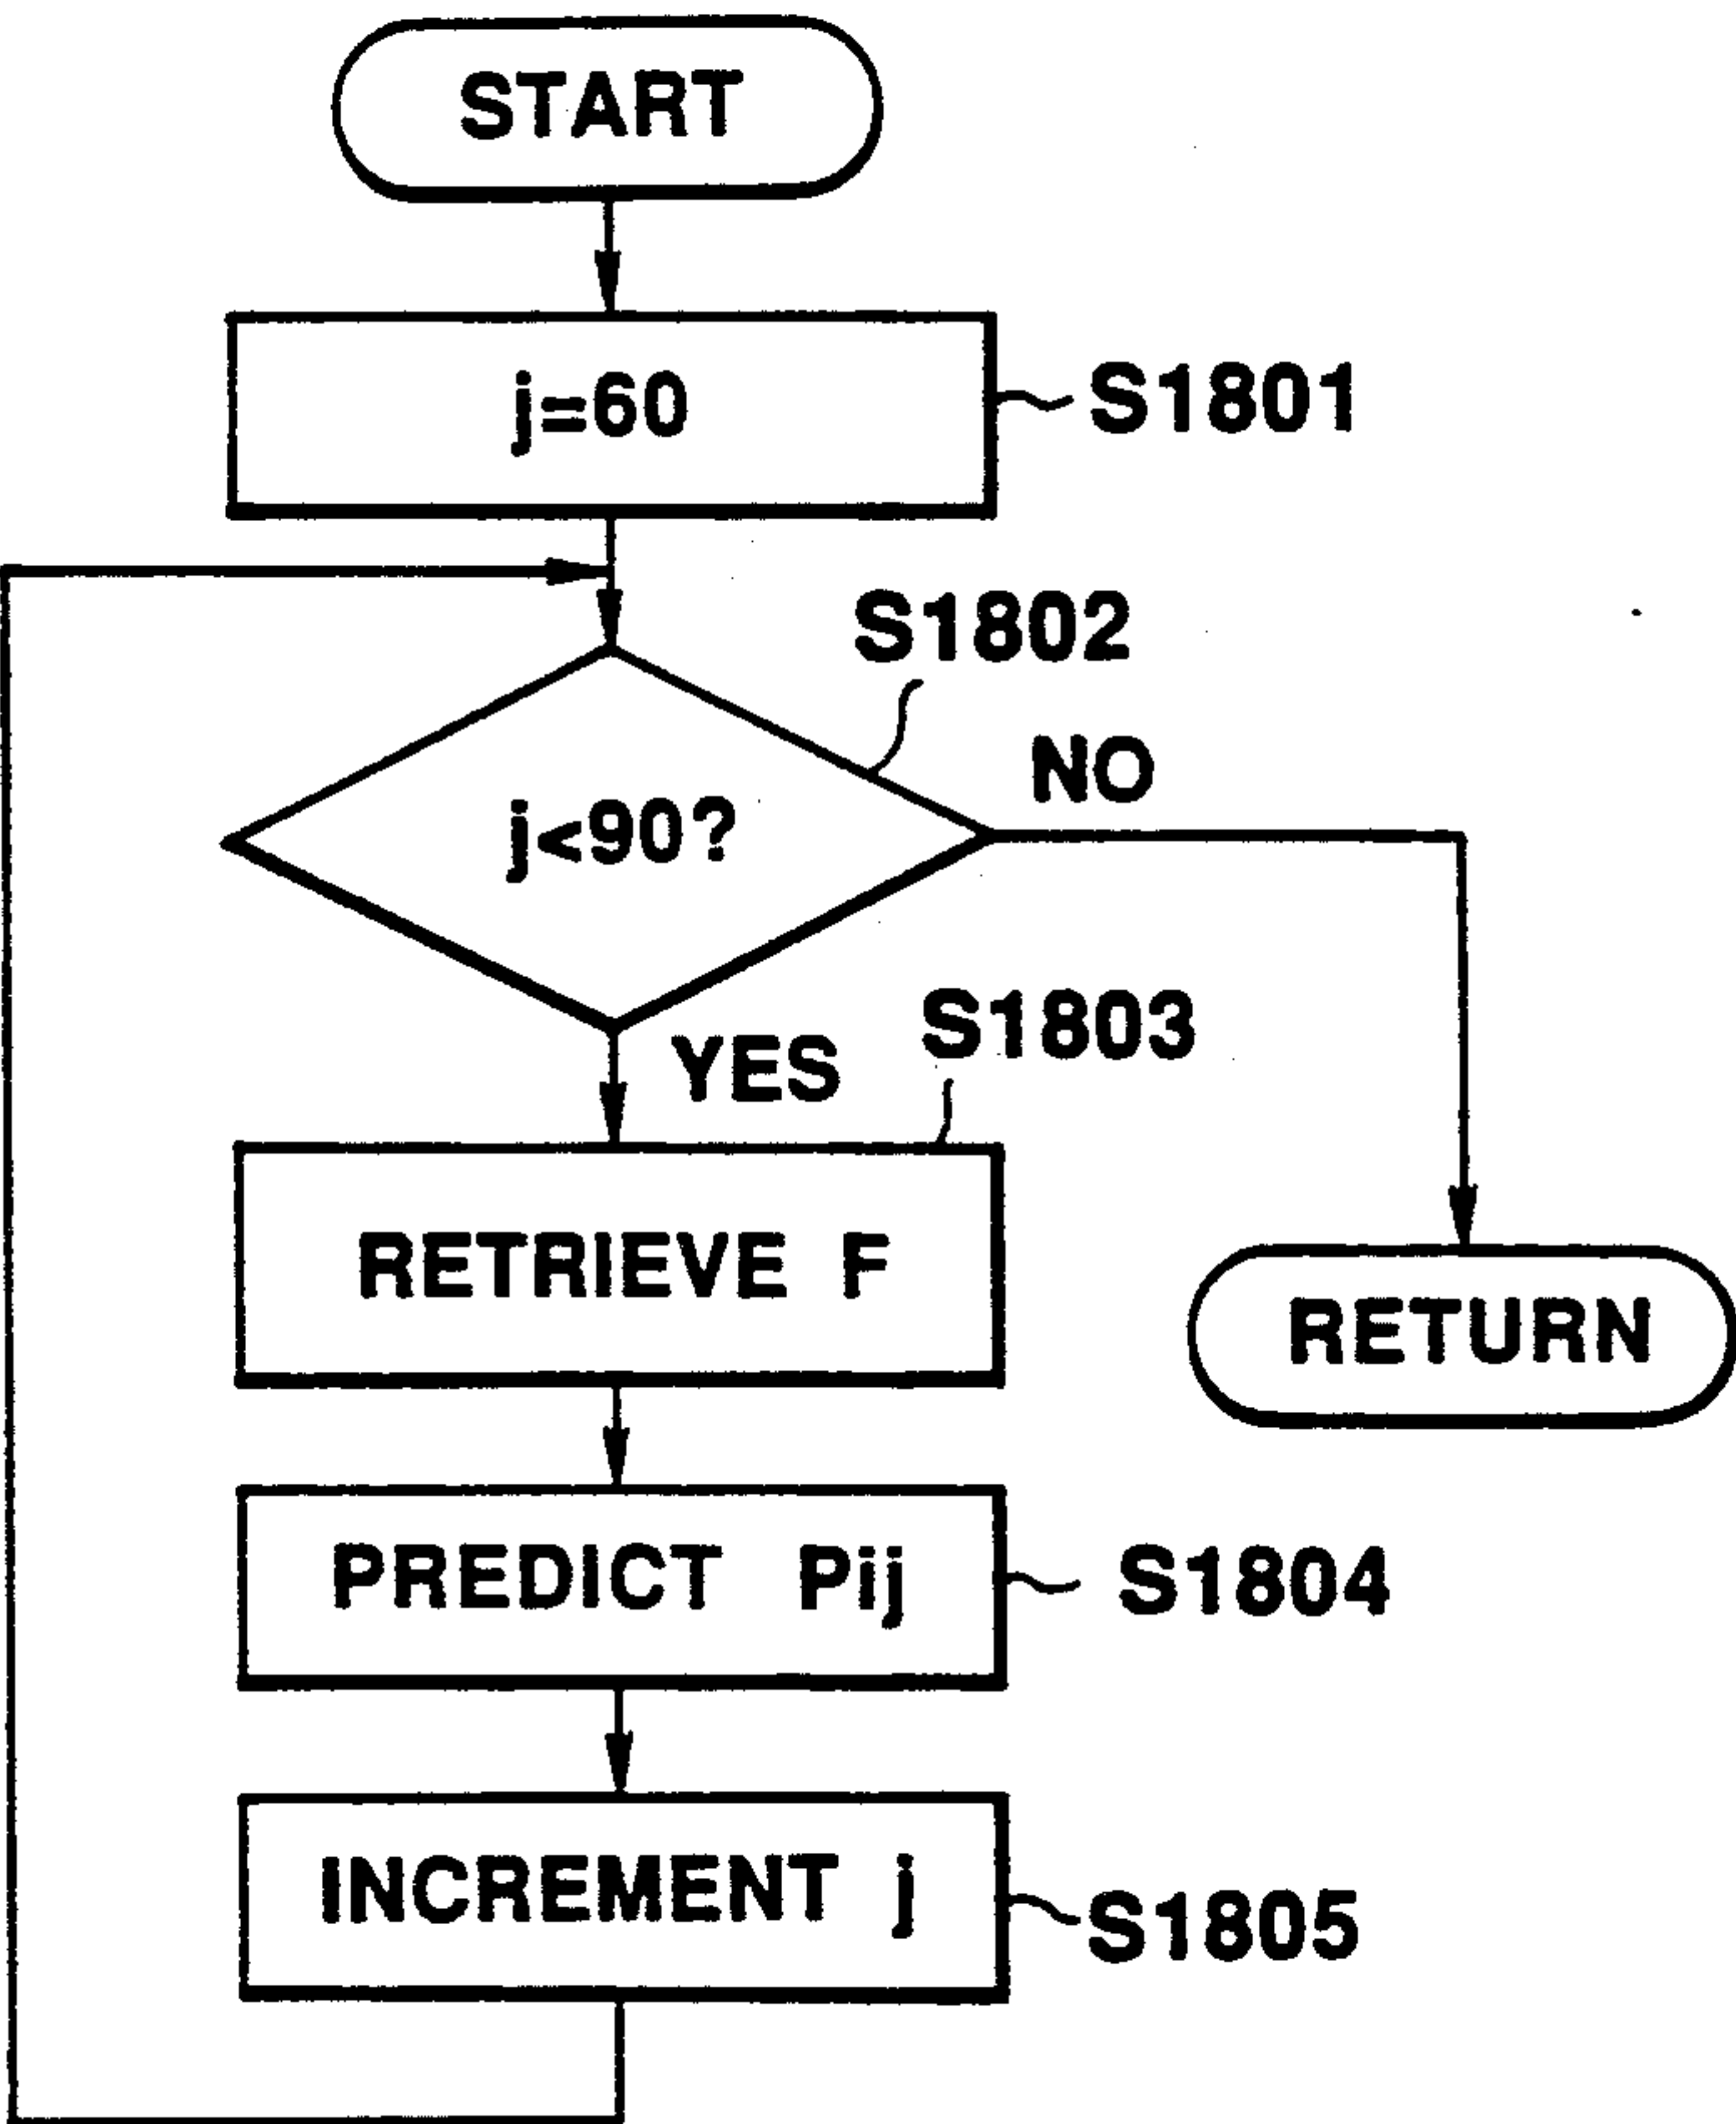 START
j=60
S1801
S1802
NO
j<90?
S1803
YES
RETRIEVE F
RETURN
PREDICT Pij
S1804
INCREMENT j
S1805